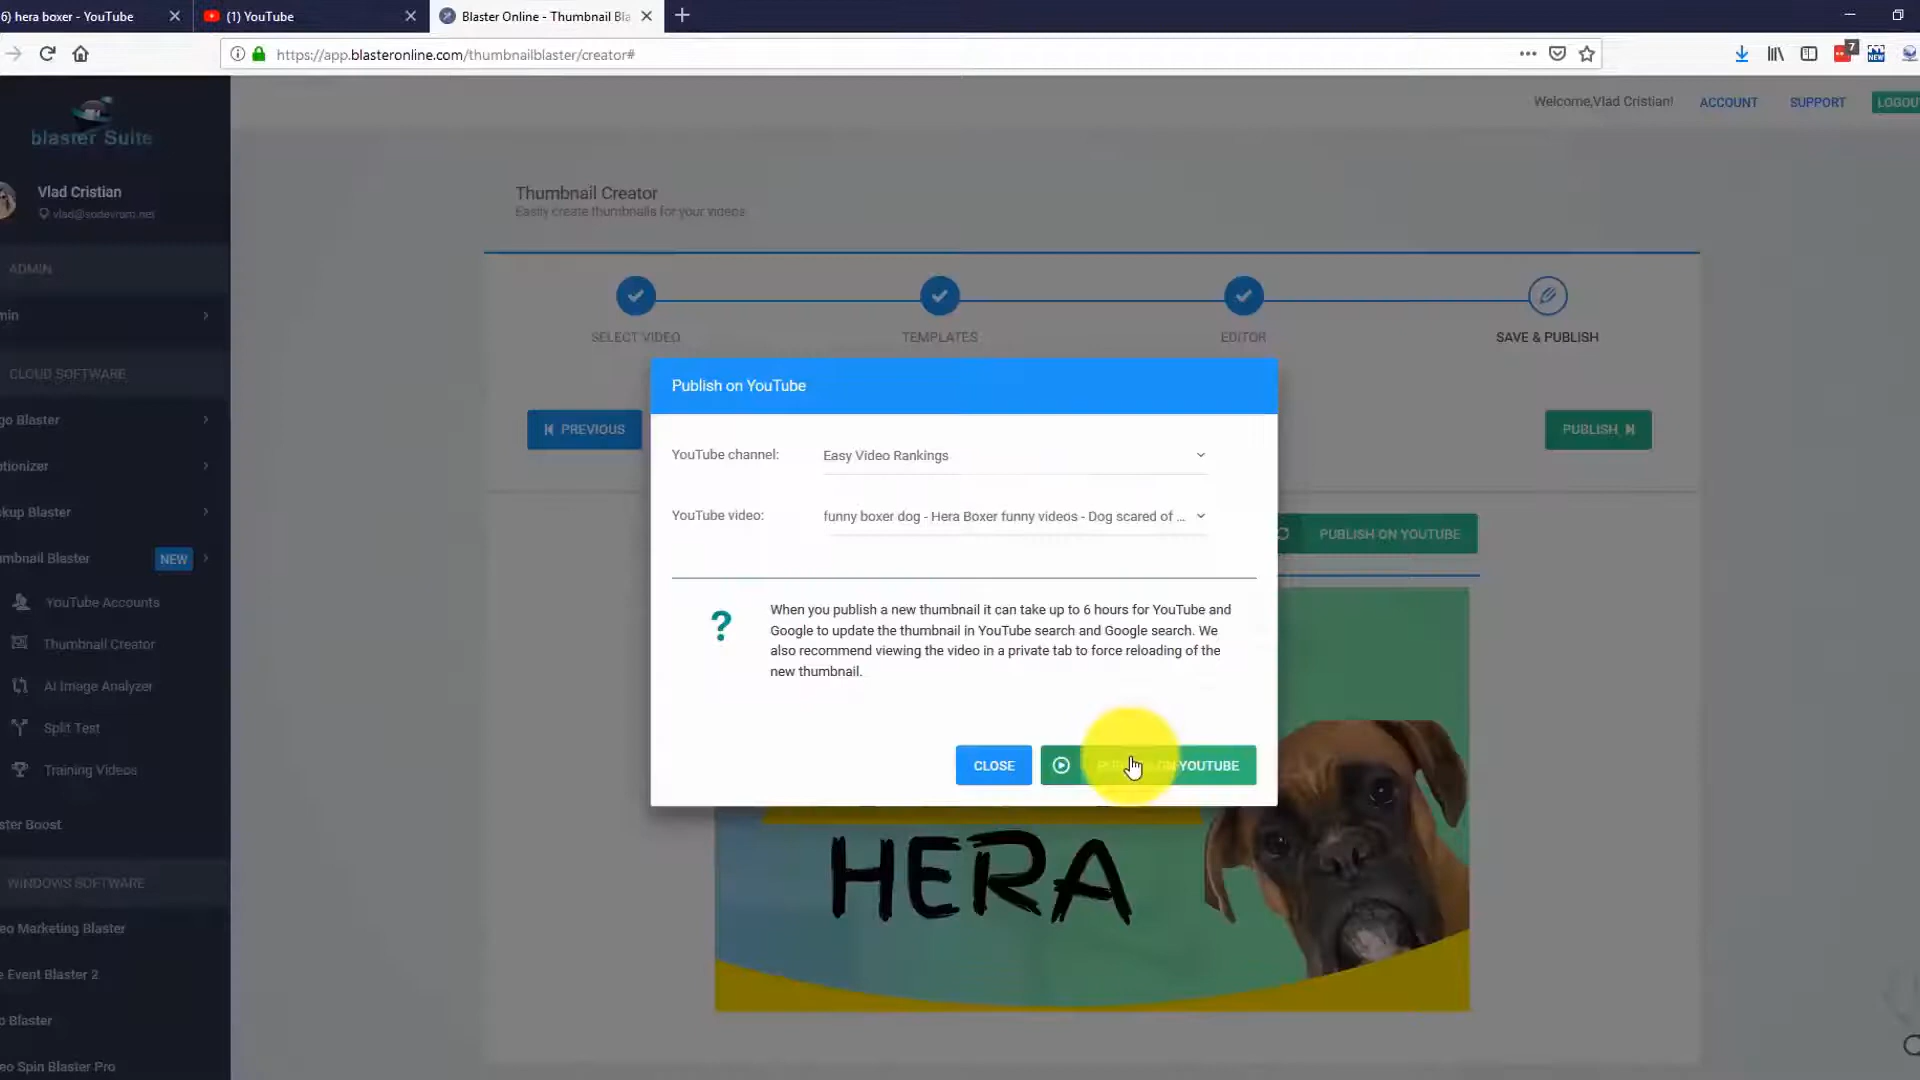 6) hera boxer - YouTube
(1) YouTube
Blaster Online - Thumbnail Bla
https://app.blasteronline.com/thumbnailblaster/creator#
7
NEW
blaster Suite
Welcome,Vlad Cristian!
ACCOUNT
SUPPORT
LOGOU
Vlad Cristian
Thumbnail Creator
Easily create thumbnails for your videos
ADMIN
min
SELECT VIDEO
TEMPLATES
EDITOR
SAVE & PUBLISH
CLOUD SOFTWARE
go Blaster
Publish on YouTube
PREVIOUS
PUBLISH
YouTube channel:
Easy Video Rankings
ptionizer
ckup Blaster
YouTube video:
funny boxer dog - Hera Boxer funny videos - Dog scared of ...
PUBLISH ON YOUTUBE
umbnail Blaster
NEW
YouTube Accounts
When you publish a new thumbnail it can take up to 6 hours for YouTube and
?
Google to update the thumbnail in YouTube search and Google search. We
Thumbnail Creator
also recommend viewing the video in a private tab to force reloading of the
new thumbnail.
AI Image Analyzer
Split Test
Training Videos
CLOSE
ON YOUTUBE
ster Boost
HERA
WINDOWS SOFTWARE
eo Marketing Blaster
e Event Blaster 2
o Blaster
eo Spin Blaster Pro